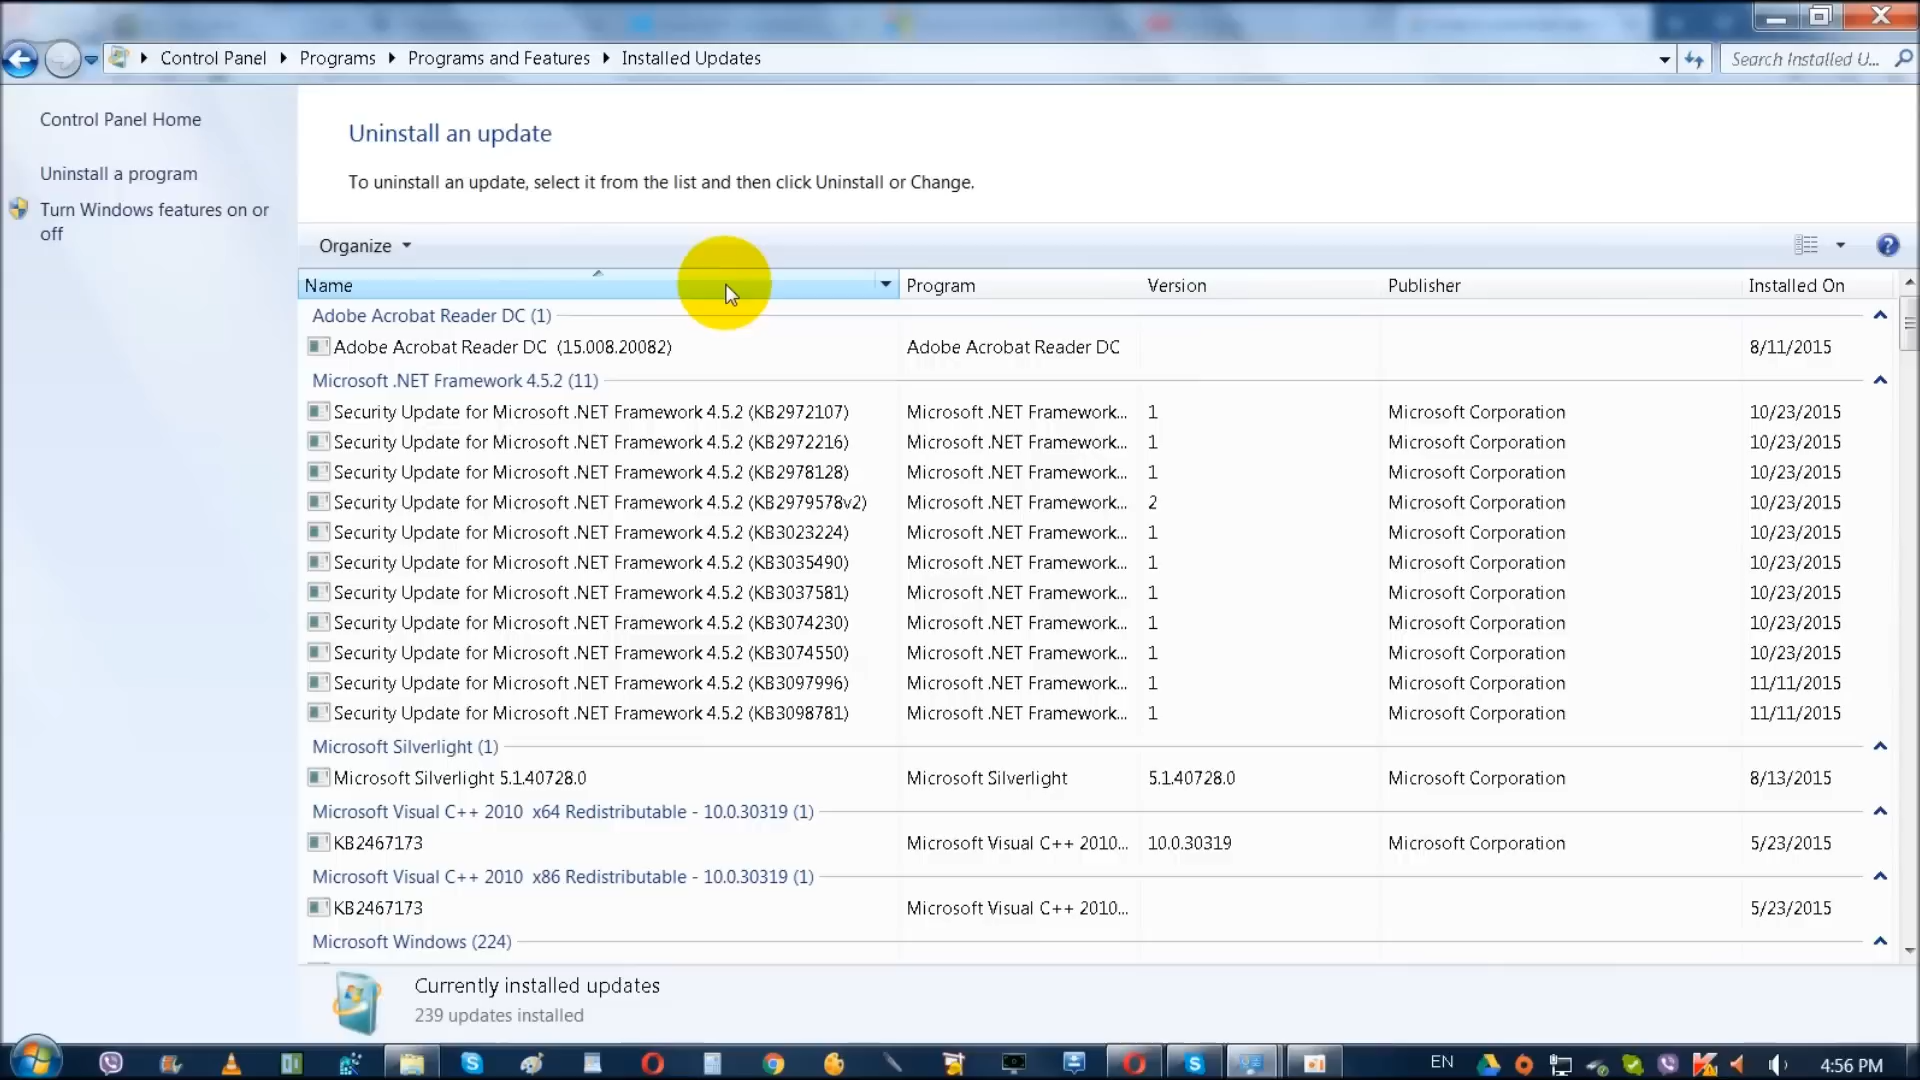 Control Panel Programs Programs and Features Installed Updates Search Installed U...
Control Panel Home
Uninstall a program
Turn Windows features on or
off
Uninstall an update
To uninstall an update, select it from the list and then click Uninstall or Change.
Organize
Name Program Version Publisher Installed On
Adobe Acrobat Reader DC (1)
Adobe Acrobat Reader DC (15.008.20082) Adobe Acrobat Reader DC 8/11/2015
Microsoft .NET Framework 4.5.2 (11)
Security Update for Microsoft .NET Framework 4.5.2 (KB2972107) Microsoft .NET Framework... 1 Microsoft Corporation 10/23/2015
Security Update for Microsoft .NET Framework 4.5.2 (KB2972216) Microsoft .NET Framework... 1 Microsoft Corporation 10/23/2015
Security Update for Microsoft .NET Framework 4.5.2 (KB2978128) Microsoft .NET Framework... 1 Microsoft Corporation 10/23/2015
Security Update for Microsoft .NET Framework 4.5.2 (KB2979578v2) Microsoft .NET Framework... 2 Microsoft Corporation 10/23/2015
Security Update for Microsoft .NET Framework 4.5.2 (KB3023224) Microsoft .NET Framework... 1 Microsoft Corporation 10/23/2015
Security Update for Microsoft .NET Framework 4.5.2 (KB3035490) Microsoft .NET Framework... 1 Microsoft Corporation 10/23/2015
Security Update for Microsoft .NET Framework 4.5.2 (KB3037581) Microsoft .NET Framework... 1 Microsoft Corporation 10/23/2015
Security Update for Microsoft .NET Framework 4.5.2 (KB3074230) Microsoft .NET Framework... 1 Microsoft Corporation 10/23/2015
Security Update for Microsoft .NET Framework 4.5.2 (KB3074550) Microsoft .NET Framework... 1 Microsoft Corporation 10/23/2015
Security Update for Microsoft .NET Framework 4.5.2 (KB3097996) Microsoft .NET Framework... 1 Microsoft Corporation 11/11/2015
Security Update for Microsoft .NET Framework 4.5.2 (KB3098781) Microsoft .NET Framework... 1 Microsoft Corporation 11/11/2015
Microsoft Silverlight (1)
Microsoft Silverlight 5.1.40728.0 Microsoft Silverlight 5.1.40728.0 Microsoft Corporation 8/13/2015
Microsoft Visual C++ 2010 x64 Redistributable - 10.0.30319 (1)
KB2467173 Microsoft Visual C++ 2010... 10.0.30319 Microsoft Corporation 5/23/2015
Microsoft Visual C++ 2010 x86 Redistributable - 10.0.30319 (1)
KB2467173 Microsoft Visual C++ 2010... 5/23/2015
Microsoft Windows (224)
Currently installed updates
239 updates installed
EN 4:56 PM